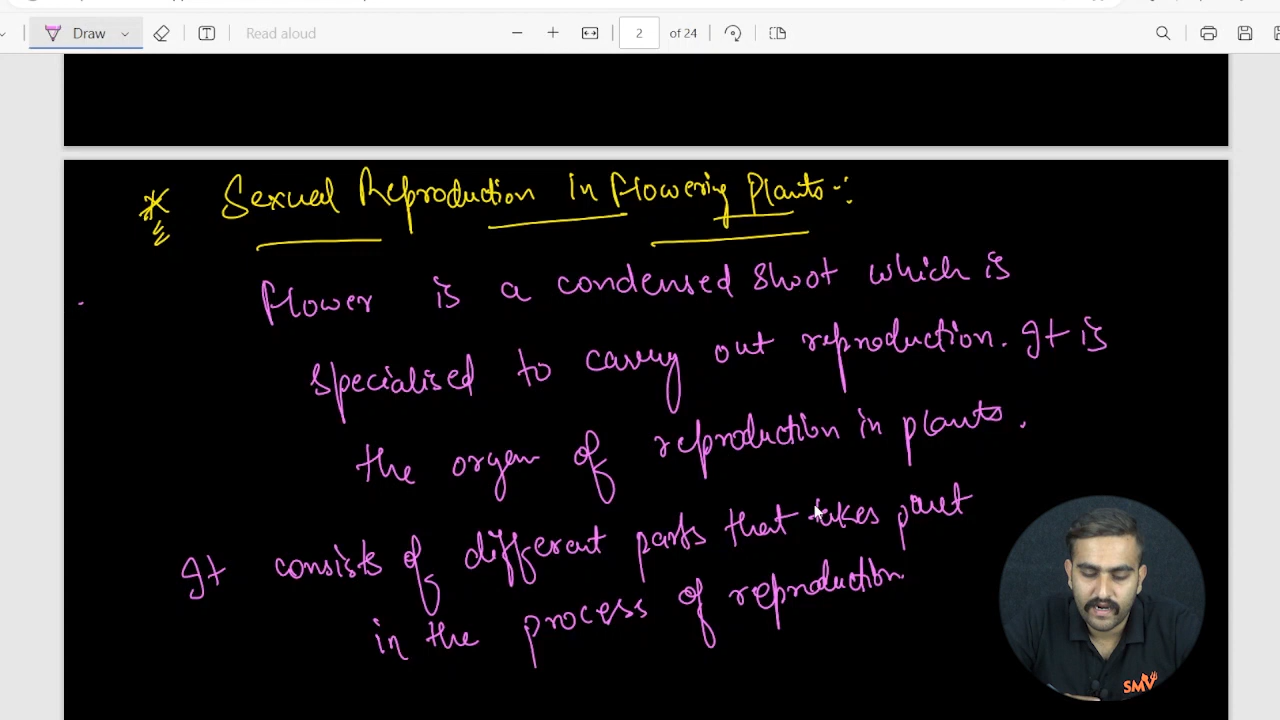 Draw
Read aloud
2 of 24
* Sexual Reproduction in flowering Plants :
flower is a condensed shoot which is
specialised to carry out reproduction. It is
the organ of reproduction in plants.
It consists of different parts that takes part
in the process of reproduction
SMV